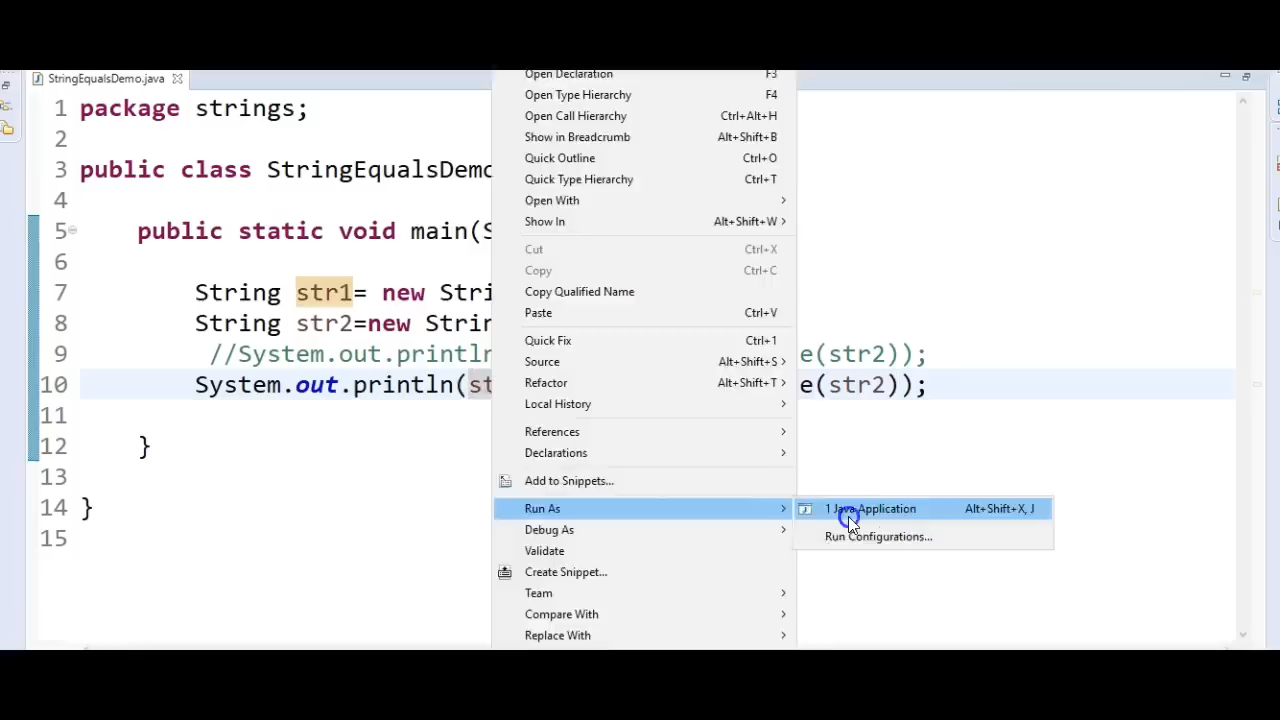 StringEqualsDemo.java
1 package strings;
2
3 public class StringEqualsDemo
4
5 public static void main(S
6
7 String str1= new Stri
8 String str2=new Strin
9 //System.out.println e(str2));
10 System.out.println(st e(str2));
11
12 }
13
14 }
15
Open Declaration F3
Open Type Hierarchy F4
Open Call Hierarchy Ctrl+Alt+H
Show in Breadcrumb Alt+Shift+B
Quick Outline Ctrl+O
Quick Type Hierarchy Ctrl+T
Open With
Show In Alt+Shift+W
Cut Ctrl+X
Copy Ctrl+C
Copy Qualified Name
Paste Ctrl+V
Quick Fix Ctrl+1
Source Alt+Shift+S
Refactor Alt+Shift+T
Local History
References
Declarations
Add to Snippets...
Run As
Debug As
Validate
Create Snippet...
Team
Compare With
Replace With
1 Java Application Alt+Shift+X, J
Run Configurations...